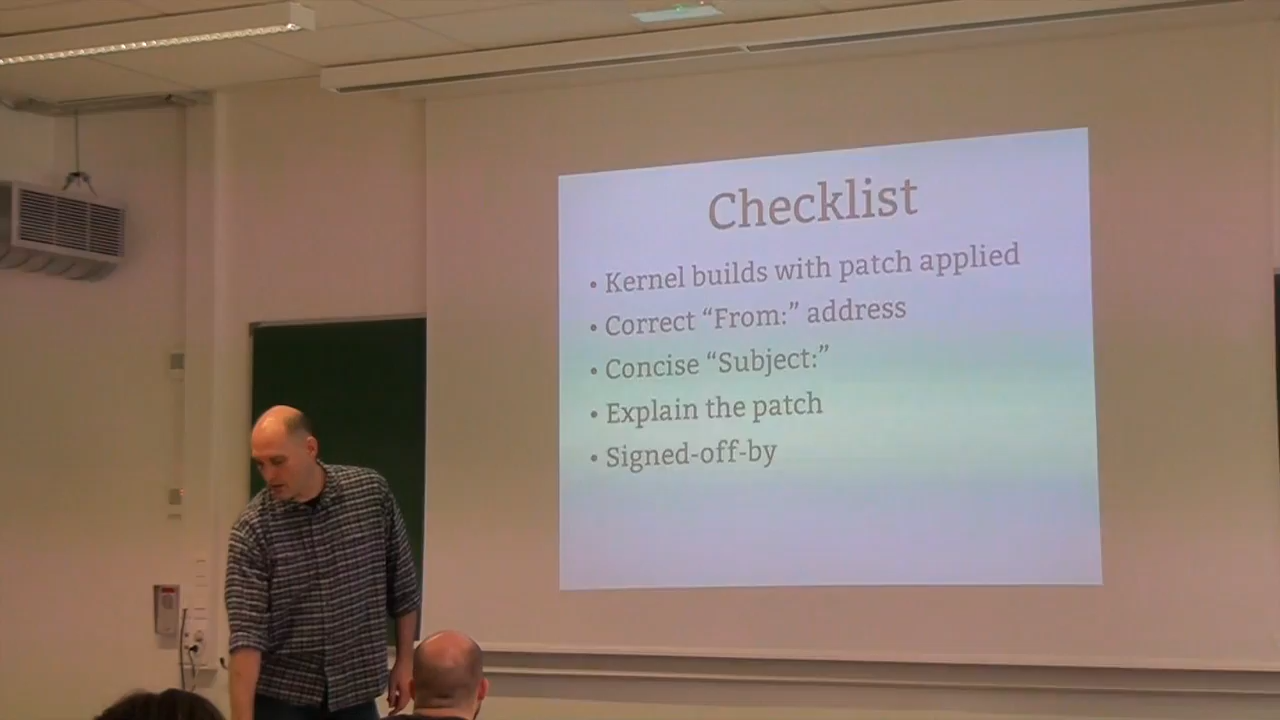 Checklist
• Kernel builds with patch applied
• Correct “From:” address
• Concise “Subject:”
• Explain the patch
• Signed-off-by